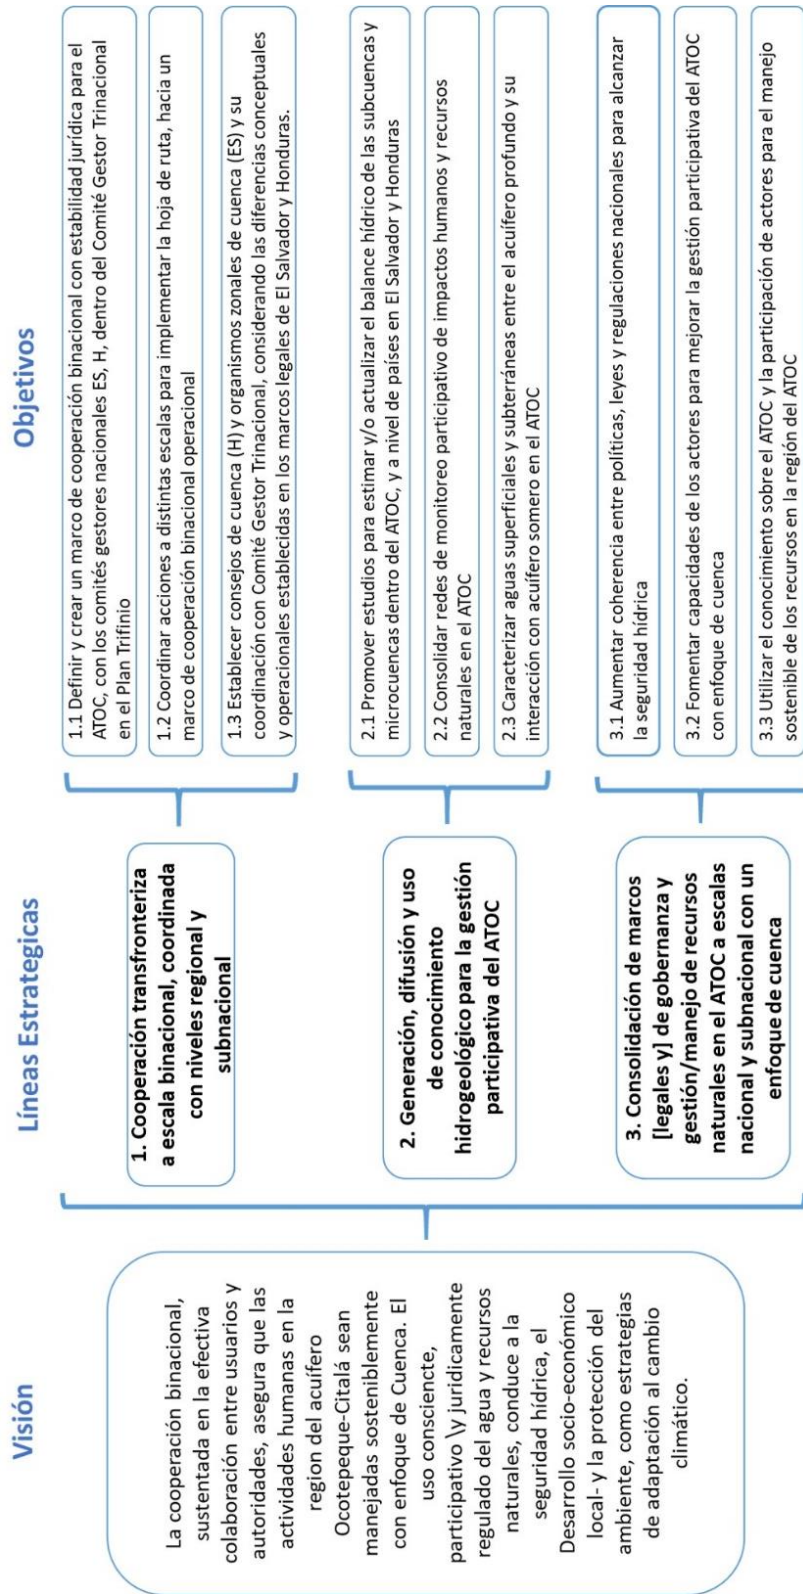 Visión
La cooperación binacional,
sustentada en la efectiva
colaboración entre usuarios y
autoridades, asegura que las
actividades humanas en la
region del acuífero
Ocotepeque-Citalá sean
manejadas sosteniblemente
con enfoque de Cuenca. El
uso consciencte,
participativo \y juridicamente
regulado del agua y recursos
naturales, conduce a la
seguridad hídrica, el
Desarrollo socio-económico
local- y la protección del
ambiente, como estrategias
de adaptación al cambio
climático.
Líneas Estrategicas
1. Cooperación transfronteriza
a escala binacional, coordinada
con niveles regional y
subnacional
2. Generación, difusión y uso
de conocimiento
hidrogeológico para la gestión
participativa del ATOC
3. Consolidación de marcos
[legales y] de gobernanza y
gestión/manejo de recursos
naturales en el ATOC a escalas
nacional y subnacional con un
enfoque de cuenca
Objetivos
1.1 Definir y crear un marco de cooperación binacional con estabilidad jurídica para el
ATOC, con los comités gestores nacionales ES, H, dentro del Comité Gestor Trinacional
en el Plan Trifinio
1.2 Coordinar acciones a distintas escalas para implementar la hoja de ruta, hacia un
marco de cooperación binacional operacional
1.3 Establecer consejos de cuenca (H) y organismos zonales de cuenca (ES) y su
coordinación con Comité Gestor Trinacional, considerando las diferencias conceptuales
y operacionales establecidas en los marcos legales de El Salvador y Honduras.
2.1 Promover estudios para estimar y/o actualizar el balance hídrico de las subcuencas y
microcuencas dentro del ATOC, y a nivel de países en El Salvador y Honduras
2.2 Consolidar redes de monitoreo participativo de impactos humanos y recursos
naturales en el ATOC
2.3 Caracterizar aguas superficiales y subterráneas entre el acuífero profundo y su
interacción con acuífero somero en el ATOC
3.1 Aumentar coherencia entre políticas, leyes y regulaciones nacionales para alcanzar
la seguridad hídrica
3.2 Fomentar capacidades de los actores para mejorar la gestión participativa del ATOC
con enfoque de cuenca
3.3 Utilizar el conocimiento sobre el ATOC y la participación de actores para el manejo
sostenible de los recursos en la región del ATOC